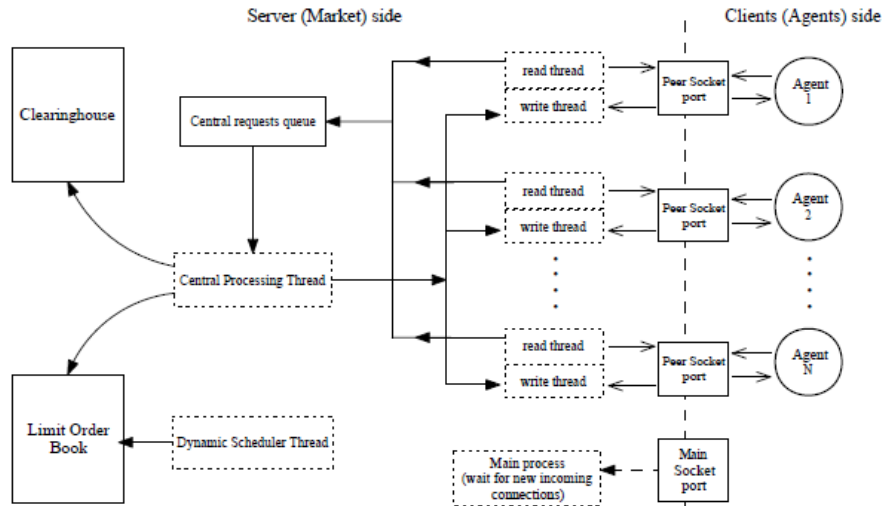 Server (Market) side
Clients (Agents) side
Clearinghouse
Central requests queue
Central Processing Thread
Limit Order
Book
Dynamic Scheduler Thread
read thread
write thread
Peer Socket
port
Agent
1
read thread
write thread
Peer Socket
port
Agent
2
read thread
write thread
Peer Socket
port
Agent
N
Main process
(wait for new incoming
connections)
Main
Socket
port